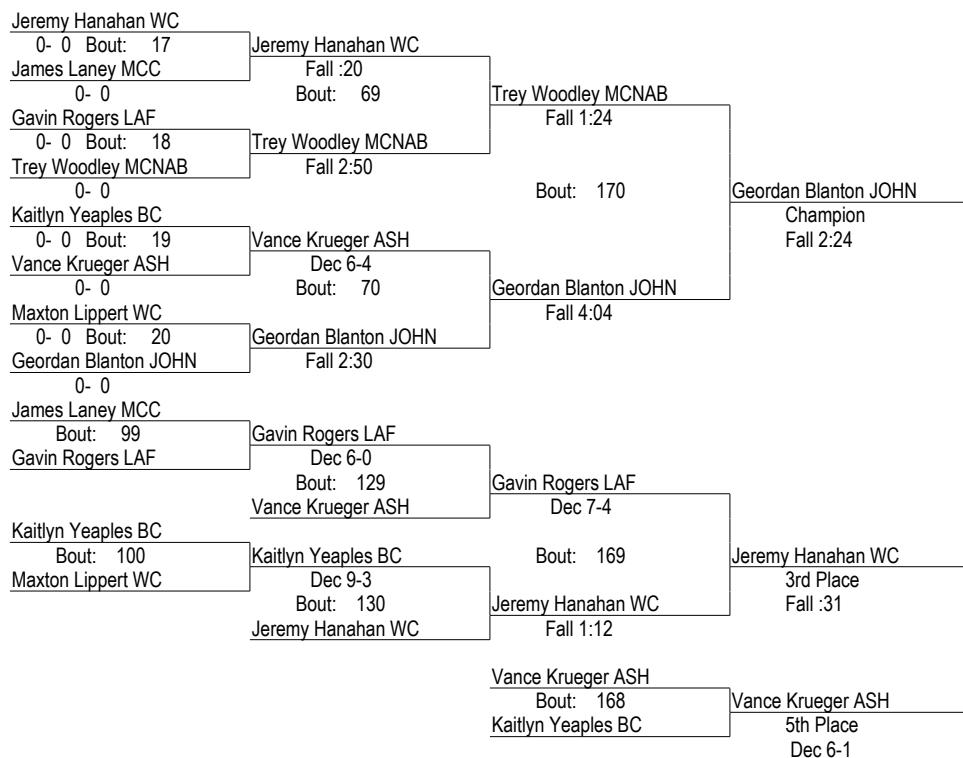 Jeremy Hanahan WC
0- 0 Bout: 17
Jeremy Hanahan WC
James Laney MCC
Fall :20
0- 0
Bout: 69
Trey Woodley MCNAB
Gavin Rogers LAF
Fall 1:24
0- 0 Bout: 18
Trey Woodley MCNAB
Trey Woodley MCNAB
Fall 2:50
0- 0
Bout: 170
Geordan Blanton JOHN
Kaitlyn Yeaples BC
Champion
0- 0 Bout: 19
Vance Krueger ASH
Fall 2:24
Vance Krueger ASH
Dec 6-4
0- 0
Bout: 70
Geordan Blanton JOHN
Maxton Lippert WC
Fall 4:04
0- 0 Bout: 20
Geordan Blanton JOHN
Geordan Blanton JOHN
Fall 2:30
0- 0
James Laney MCC
Bout: 99
Gavin Rogers LAF
Gavin Rogers LAF
Dec 6-0
Bout: 129
Gavin Rogers LAF
Vance Krueger ASH
Dec 7-4
Kaitlyn Yeaples BC
Bout: 100
Kaitlyn Yeaples BC
Bout: 169
Jeremy Hanahan WC
Maxton Lippert WC
Dec 9-3
3rd Place
Bout: 130
Jeremy Hanahan WC
Fall :31
Jeremy Hanahan WC
Fall 1:12
Vance Krueger ASH
Bout: 168
Vance Krueger ASH
Kaitlyn Yeaples BC
5th Place
Dec 6-1